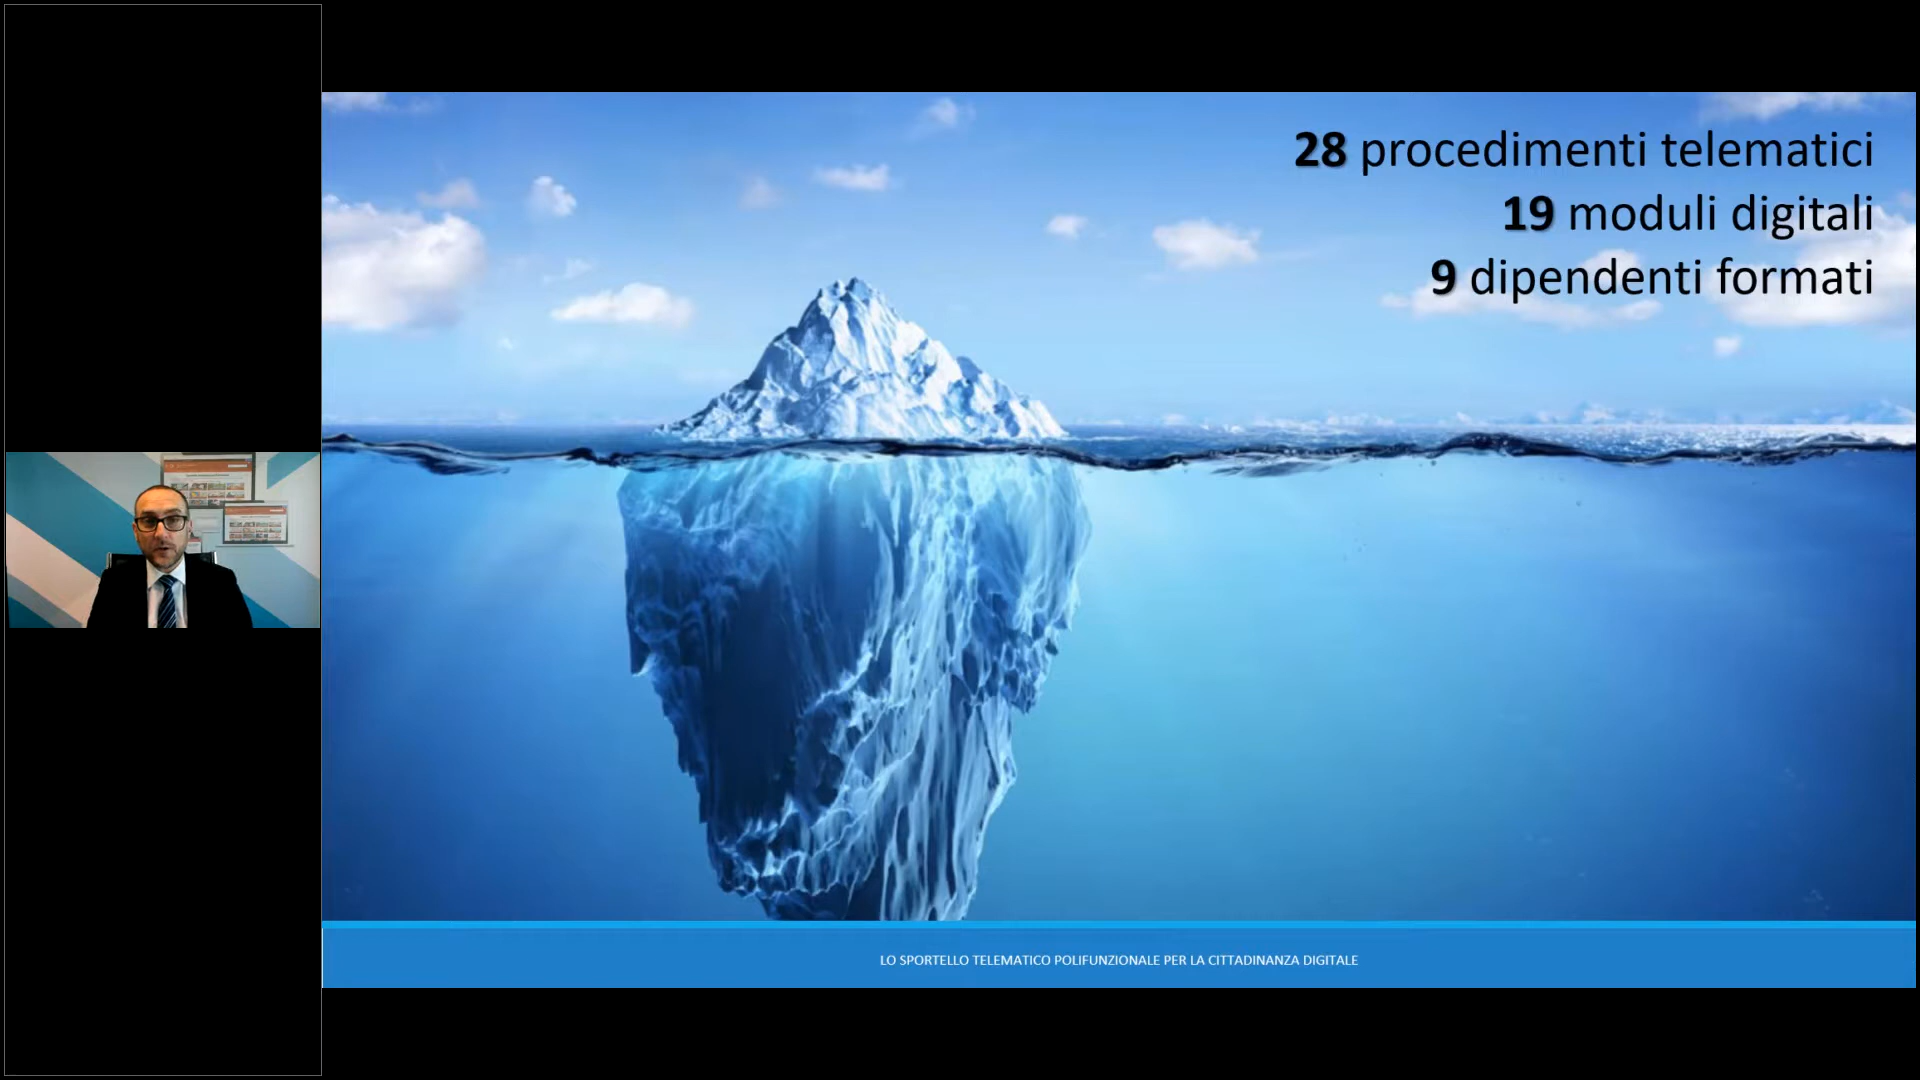 28 procedimenti telematici
19 moduli digitali
9 dipendenti formati
LO SPORTELLO TELEMATICO POLIFUNZIONALE PER LA CITTADINANZA DIGITALE